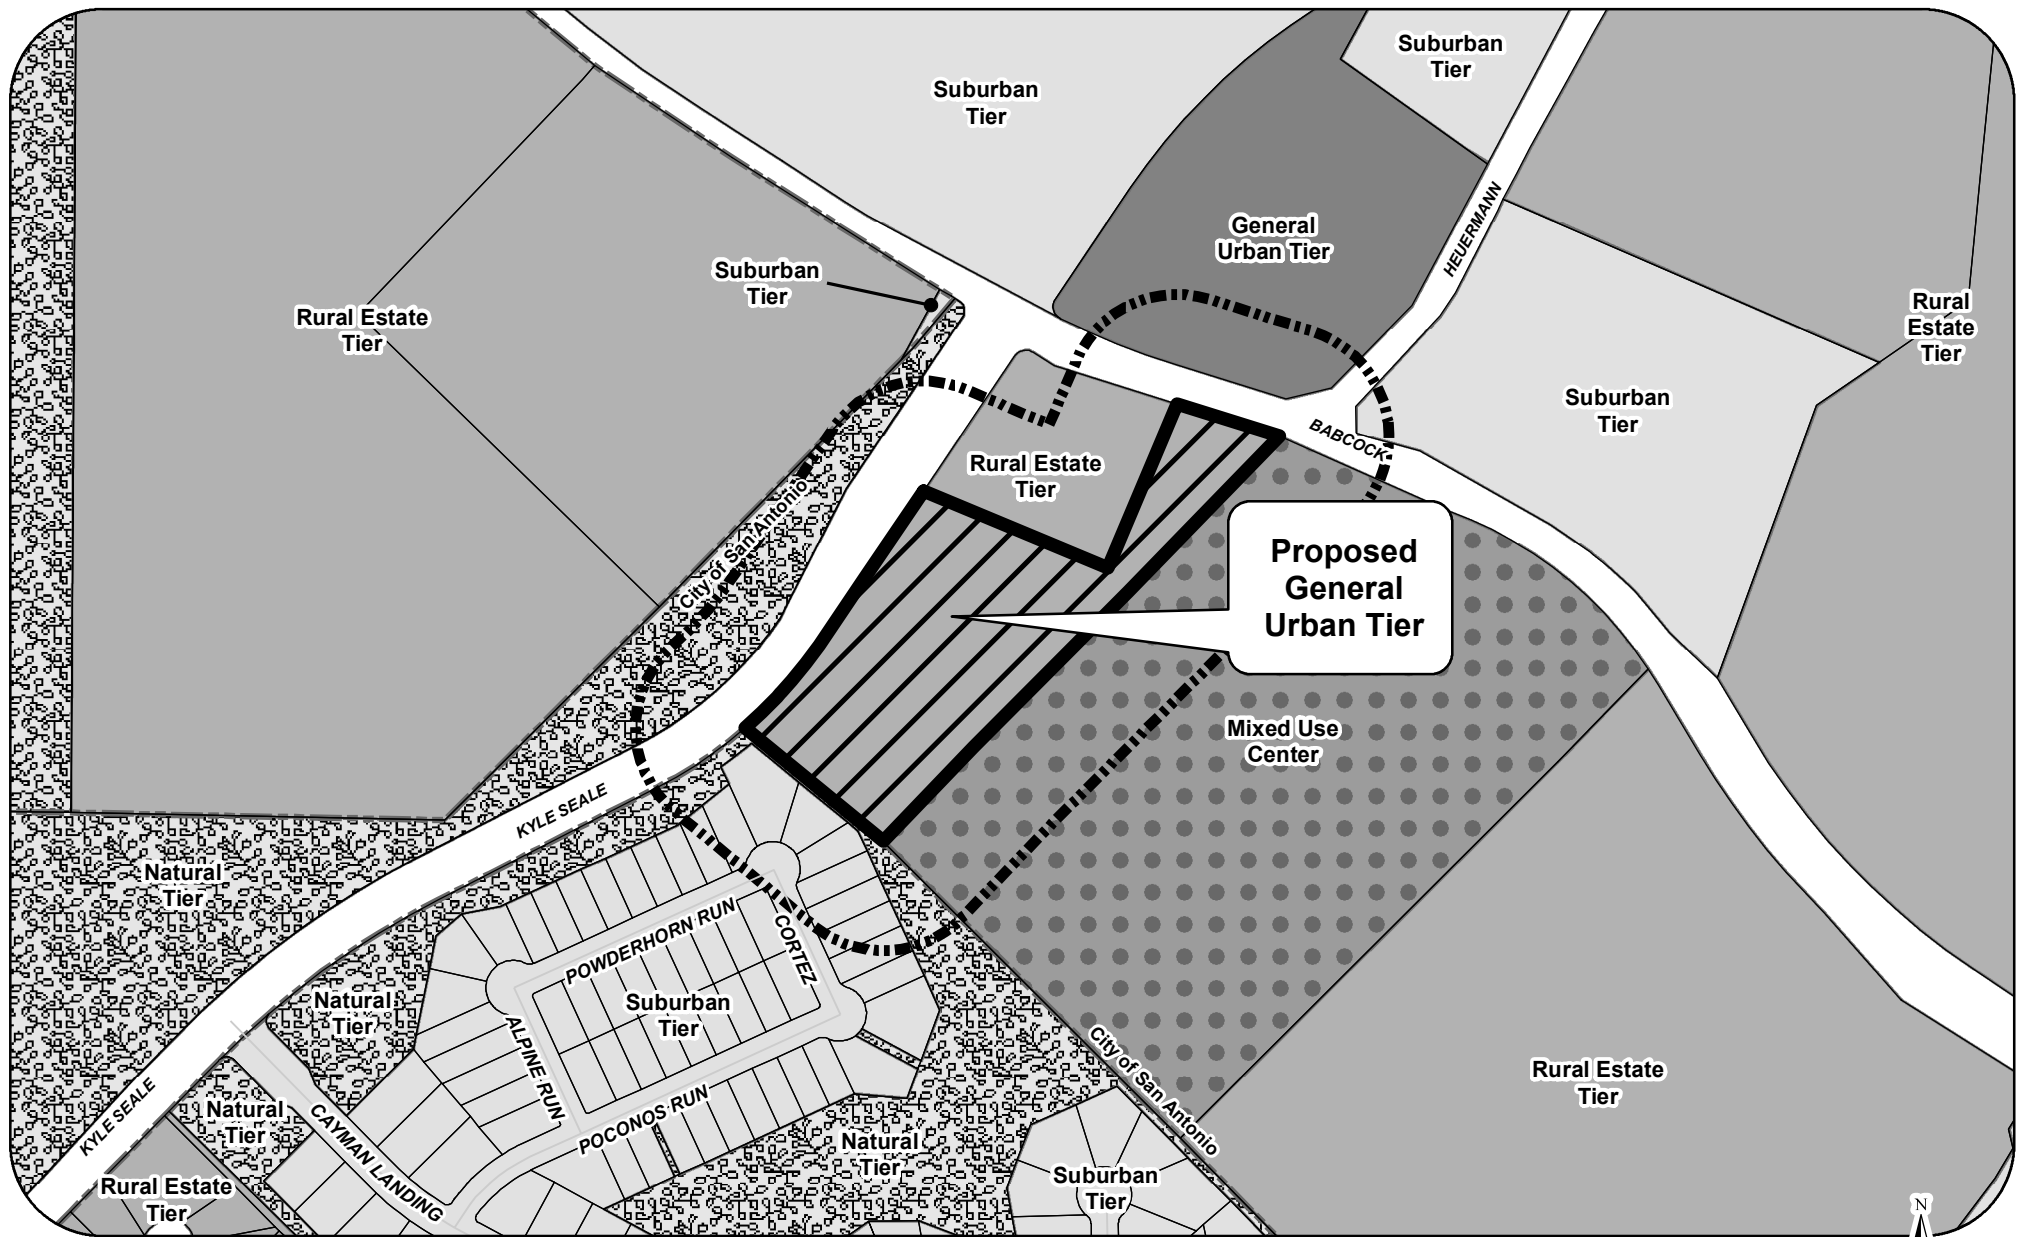 Suburban
Tier
Suburban
Tier
General
Urban Tier
HEUERMANN
Suburban
Tier
Rural Estate
Tier
Rural
Estate
Tier
Suburban
Tier
BABCOCK
Rural Estate
Tier
City of San Antonio
Proposed
General
Urban Tier
Mixed Use
Center
KYLE SEALE
Natural
Tier
POWDERHORN RUN
CORTEZ
Natural
Tier
Suburban
Tier
ALPINE RUN
City of San Antonio
Rural Estate
Tier
KYLE SEALE
Natural
Tier
CAYMAN LANDING
POCONOS RUN
Natural
Tier
Suburban
Tier
Rural Estate
Tier
N